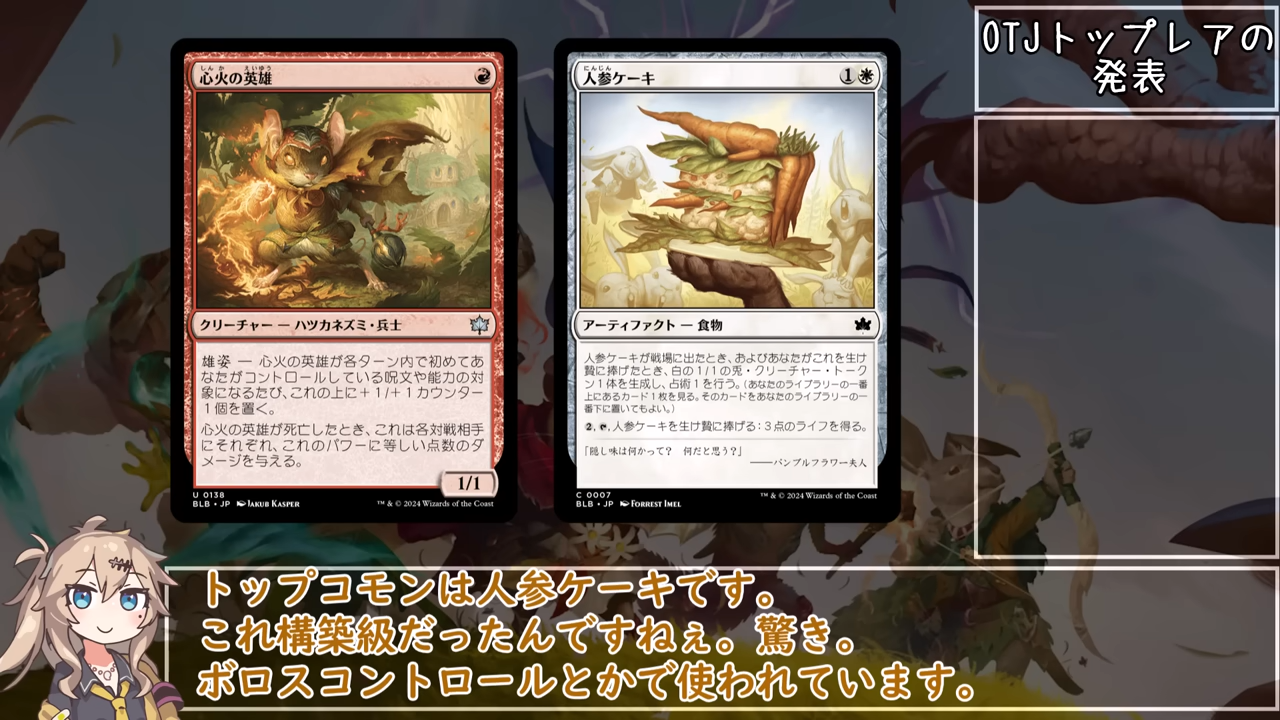 OTJトップレアの
発表
しんか えいゆう
心火の英雄
クリーチャー — ハツカネズミ・兵士
雄姿 — 心火の英雄が各ターン内で初めてあ
なたがコントロールしている呪文や能力の対
象になるたび、これの上に+1/+1カウンター
1個を置く。
心火の英雄が死亡したとき、これは各対戦相手
にそれぞれ、これのパワーに等しい点数のダ
メージを与える。
1/1
U 0138
BLB • JP JAKUB KASPER
™ & © 2024 Wizards of the Coast
にんじん
人参ケーキ
1
アーティファクト — 食物
人参ケーキが戦場に出たとき、およびあなたがこれを生け
贄に捧げたとき、白の1/1の兎・クリーチャー・トーク
ン1体を生成し、占術1を行う。(あなたのライブラリーの一番
上にあるカード1枚を見る。そのカードをあなたのライブラリーの一
番下に置いてもよい。)
2, T, 人参ケーキを生け贄に捧げる:3点のライフを得る。
「隠し味は何かって? 何だと思う?」
——バンブルフラワー夫人
C 0007
BLB • JP FORREST IMEL
™ & © 2024 Wizards of the Coast
トップコモンは人参ケーキです。
これ構築級だったんですねぇ。驚き。
ボロスコントロールとかで使われています。